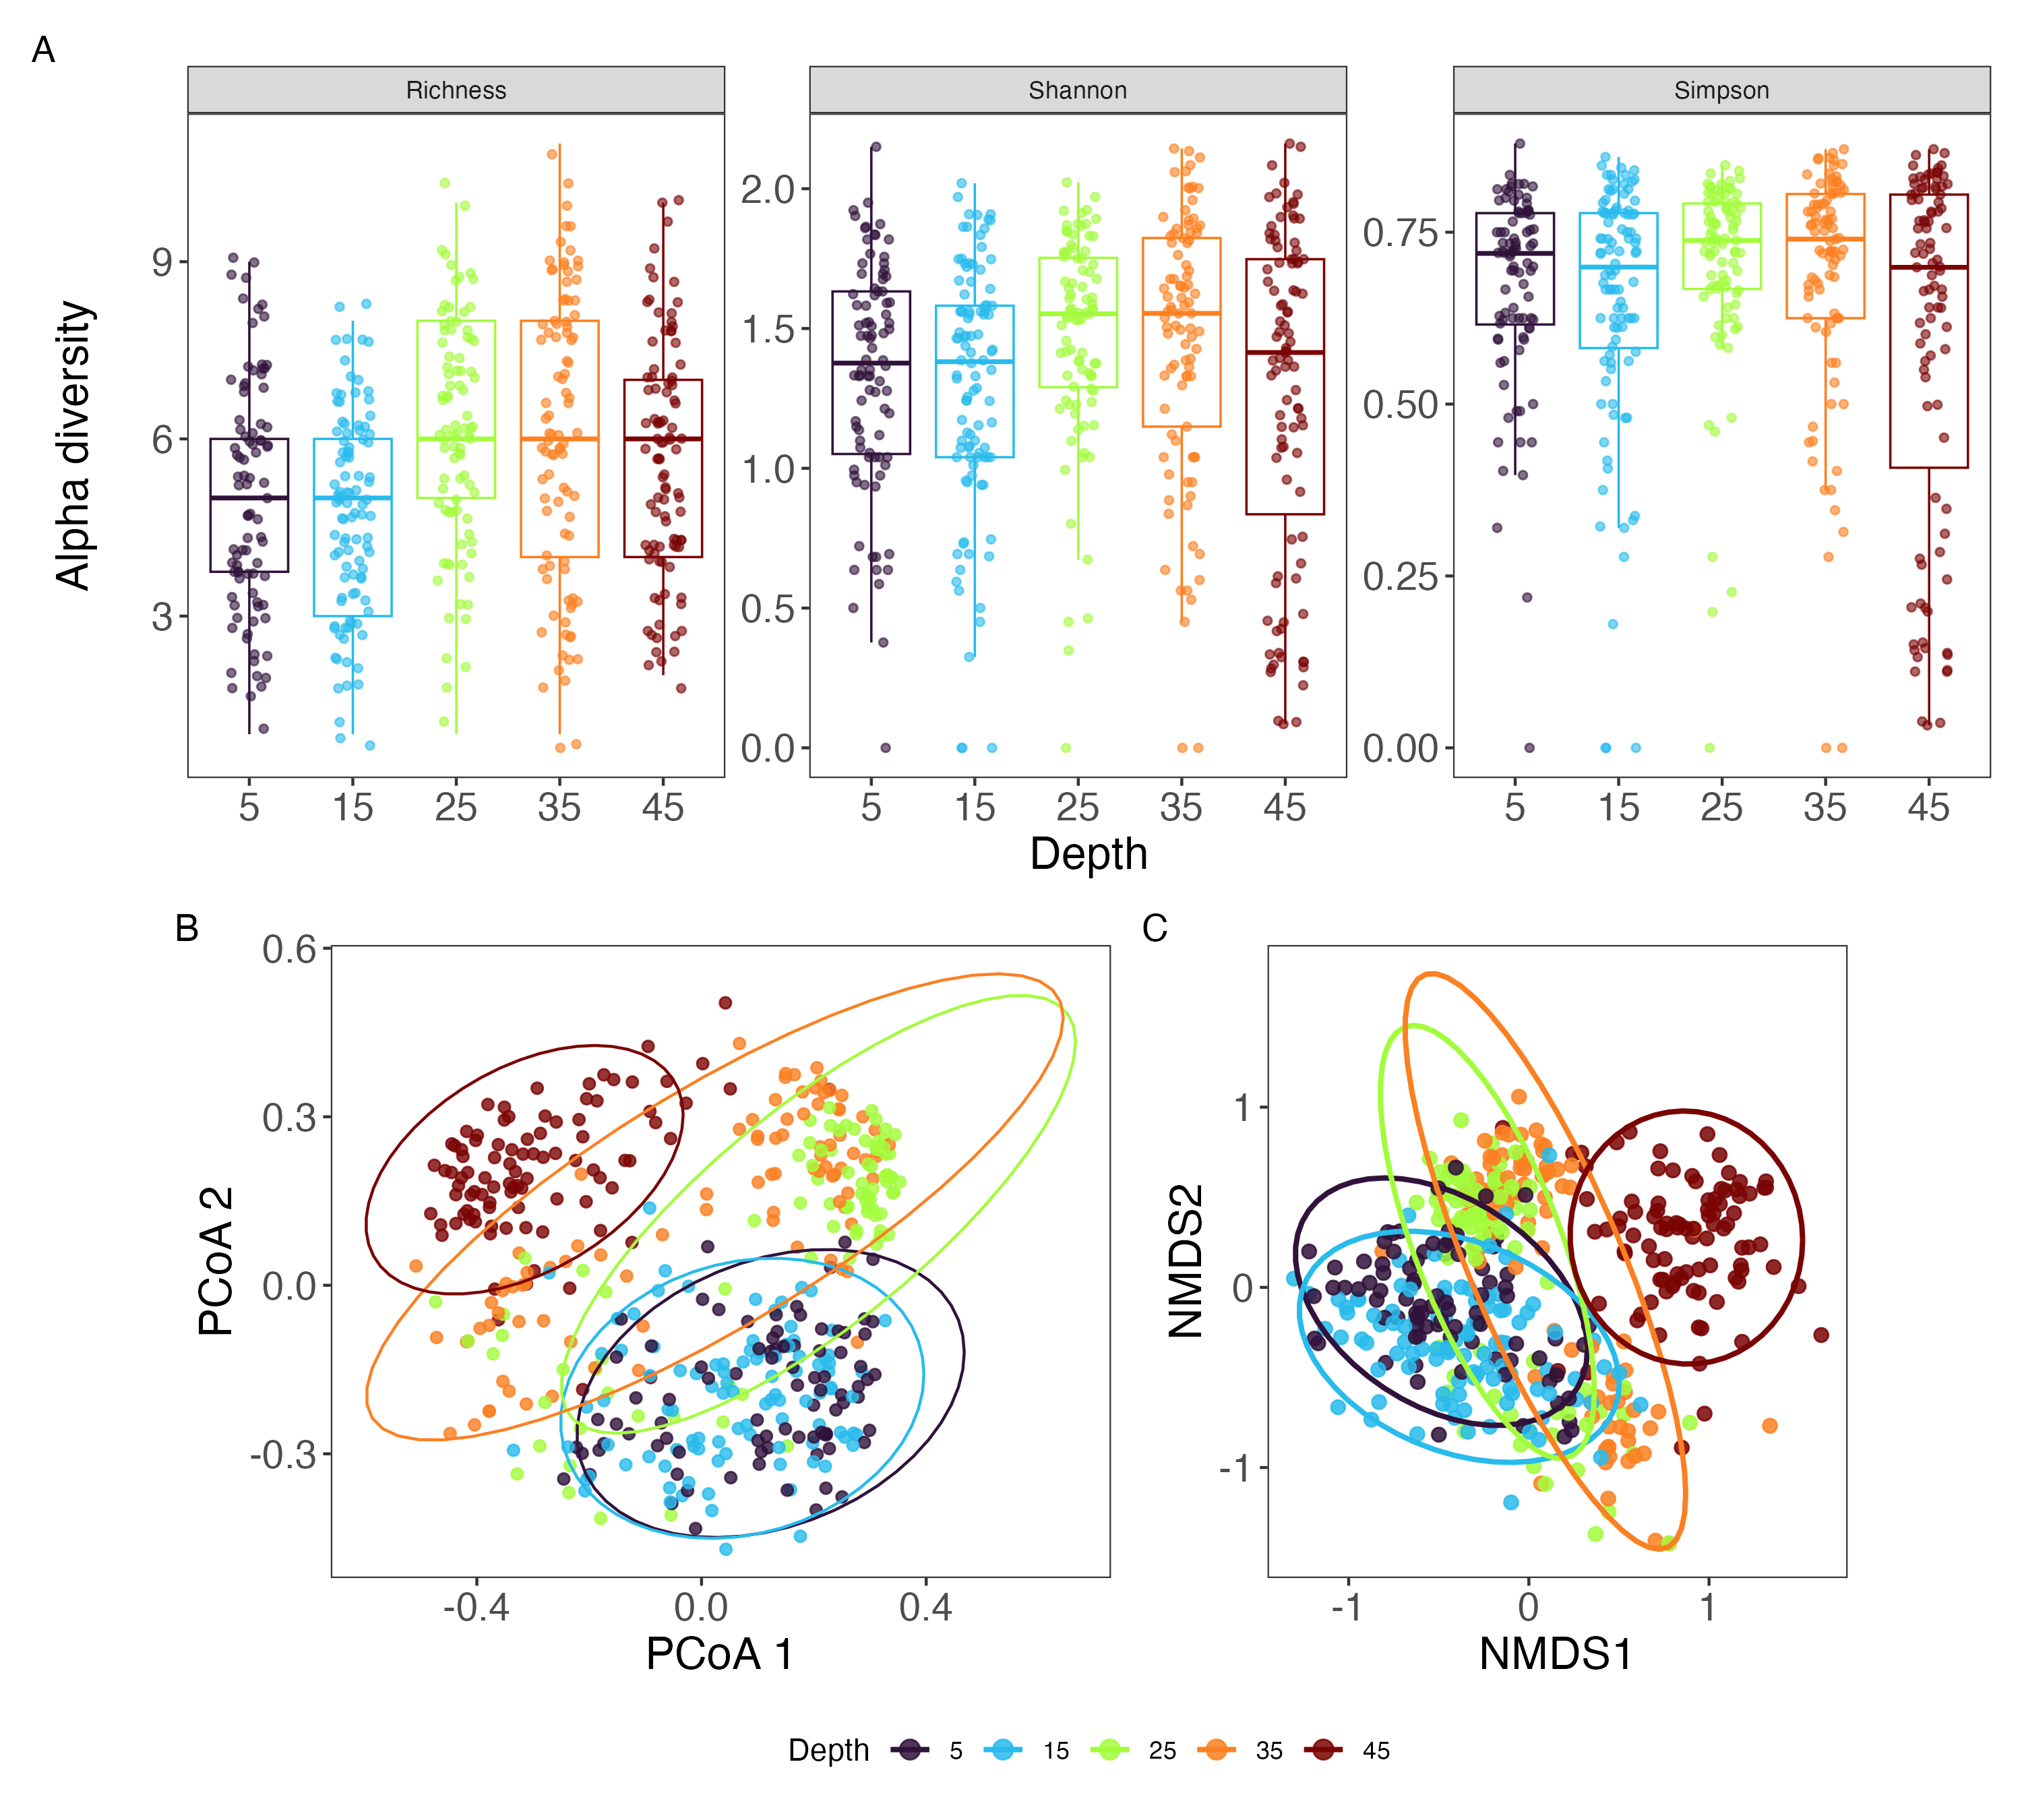 A
Richness Shannon Simpson
Alpha diversity
9
6
3
2.0
1.5
1.0
0.5
0.0
0.75
0.50
0.25
0.00
5 15 25 35 45
5 15 25 35 45
5 15 25 35 45
Depth
B
PCoA 2
0.6
0.3
0.0
-0.3
-0.4 0.0 0.4
PCoA 1
C
NMDS2
1
0
-1
-1 0 1
NMDS1
Depth 5 15 25 35 45